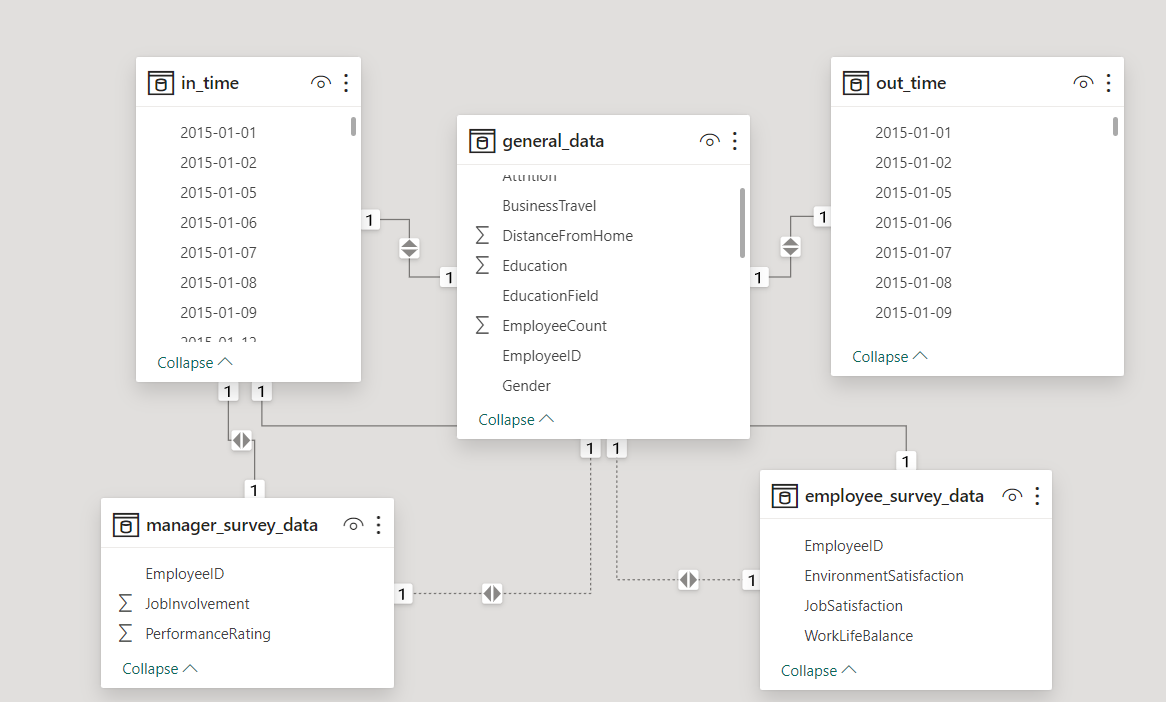 in_time
2015-01-01
2015-01-02
2015-01-05
2015-01-06
2015-01-07
2015-01-08
2015-01-09
2015-01-12
Collapse
general_data
Attrition
BusinessTravel
∑ DistanceFromHome
∑ Education
EducationField
∑ EmployeeCount
EmployeeID
Gender
Collapse
out_time
2015-01-01
2015-01-02
2015-01-05
2015-01-06
2015-01-07
2015-01-08
2015-01-09
Collapse
1
1
1
1
1
1
1
1
1
1
1
1
manager_survey_data
EmployeeID
∑ JobInvolvement
∑ PerformanceRating
Collapse
employee_survey_data
EmployeeID
EnvironmentSatisfaction
JobSatisfaction
WorkLifeBalance
Collapse